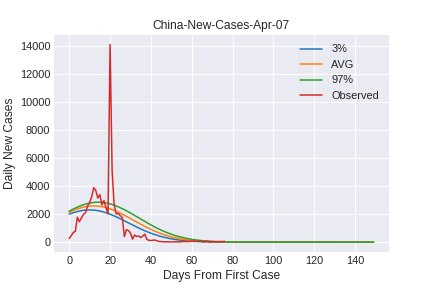 China-New-Cases-Apr-07
14000
12000
10000
8000
6000
4000
2000
0
Daily New Cases
3%
AVG
97%
Observed
0 20 40 60 80 100 120 140
Days From First Case